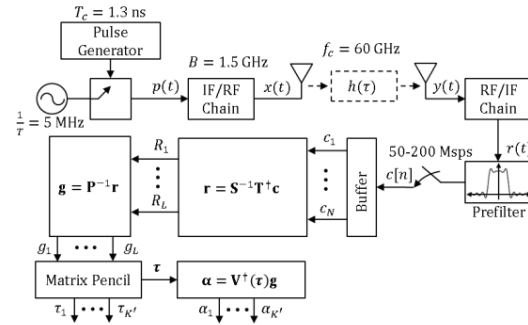 T_c = 1.3 ns
Pulse
Generator
B = 1.5 GHz
f_c = 60 GHz
p(t)
IF/RF
Chain
x(t)
h(τ)
y(t)
RF/IF
Chain
1/T = 5 MHz
r(t)
50-200 Msps
c[n]
Prefilter
Buffer
c_1
c_N
r = S^{-1}T^†c
R_1
R_L
g = P^{-1}r
g_1
g_L
Matrix Pencil
τ
α = V^†(τ)g
τ_1
τ_{K'}
α_1
α_{K'}